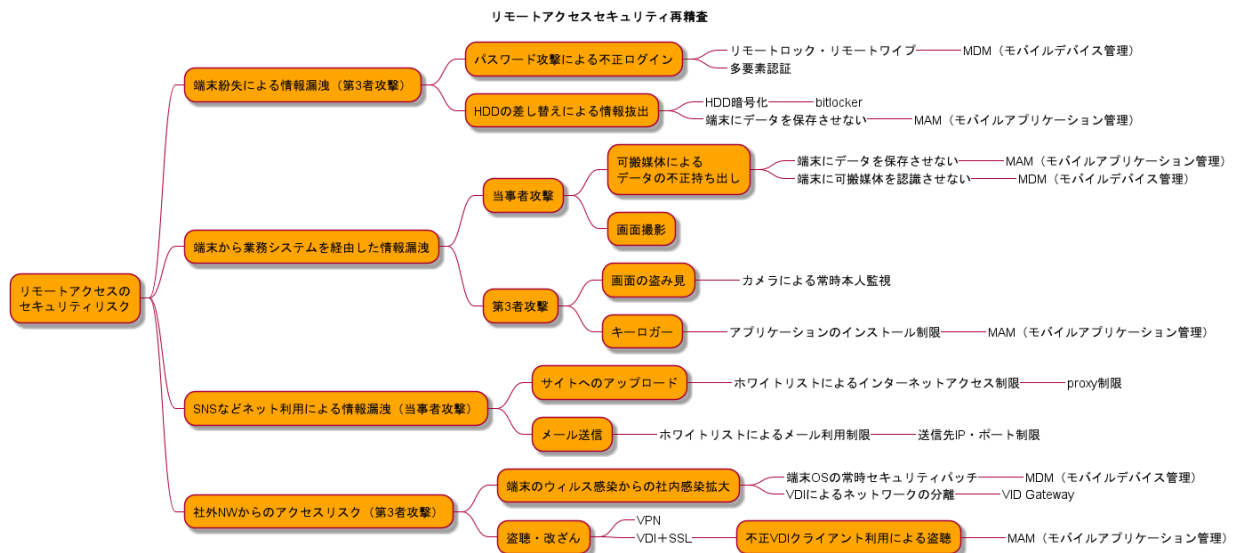 リモートアクセスセキュリティ再精査
リモートアクセスの
セキュリティリスク
端末紛失による情報漏洩（第3者攻撃）
パスワード攻撃による不正ログイン
リモートロック・リモートワイプ
MDM（モバイルデバイス管理）
多要素認証
HDDの差し替えによる情報抜出
HDD暗号化
bitlocker
端末にデータを保存させない
MAM（モバイルアプリケーション管理）
端末から業務システムを経由した情報漏洩
当事者攻撃
可搬媒体による
データの不正持ち出し
端末にデータを保存させない
MAM（モバイルアプリケーション管理）
端末に可搬媒体を認識させない
MDM（モバイルデバイス管理）
画面撮影
第3者攻撃
画面の盗み見
カメラによる常時本人監視
キーロガー
アプリケーションのインストール制限
MAM（モバイルアプリケーション管理）
SNSなどネット利用による情報漏洩（当事者攻撃）
サイトへのアップロード
ホワイトリストによるインターネットアクセス制限
proxy制限
メール送信
ホワイトリストによるメール利用制限
送信先IP・ポート制限
社外NWからのアクセスリスク（第3者攻撃）
端末のウィルス感染からの社内感染拡大
端末OSの常時セキュリティパッチ
MDM（モバイルデバイス管理）
VDIによるネットワークの分離
VID Gateway
盗聴・改ざん
VPN
VDI＋SSL
不正VDIクライアント利用による盗聴
MAM（モバイルアプリケーション管理）